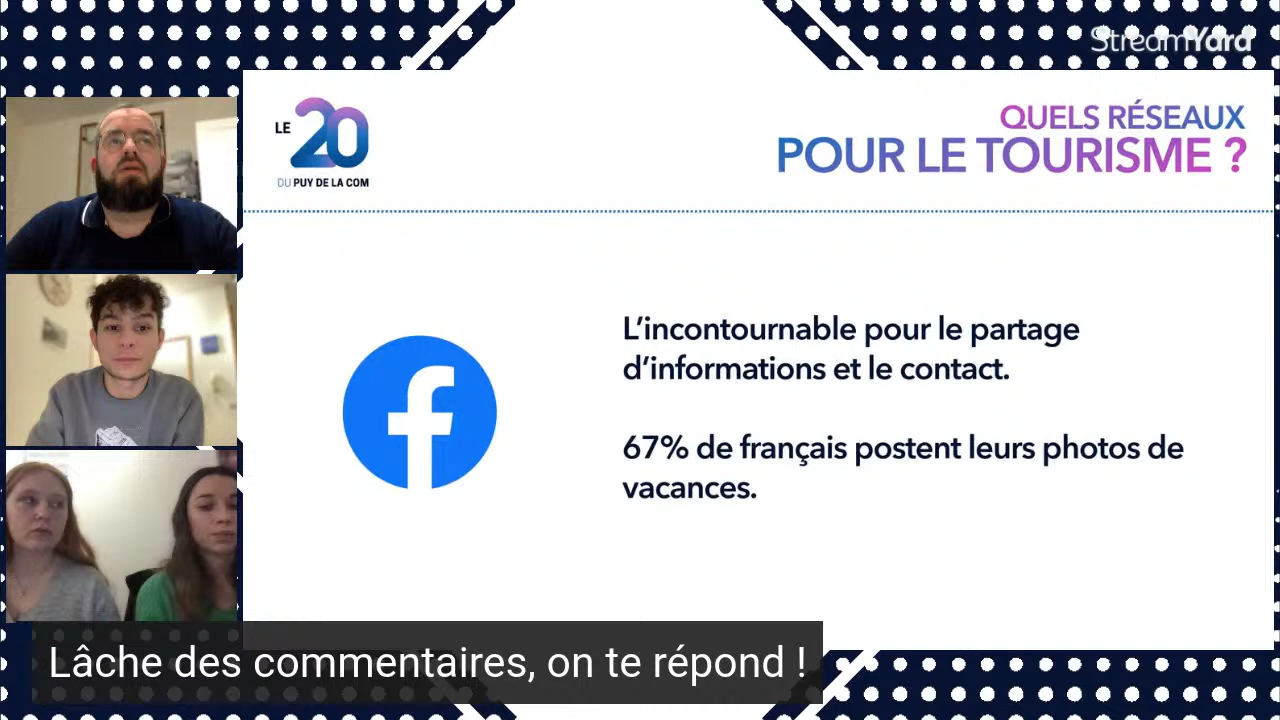 StreamYard
LE 20
DU PUY DE LA COM
QUELS RÉSEAUX
POUR LE TOURISME ?
L’incontournable pour le partage
d’informations et le contact.
67% de français postent leurs photos de
vacances.
Lâche des commentaires, on te répond !